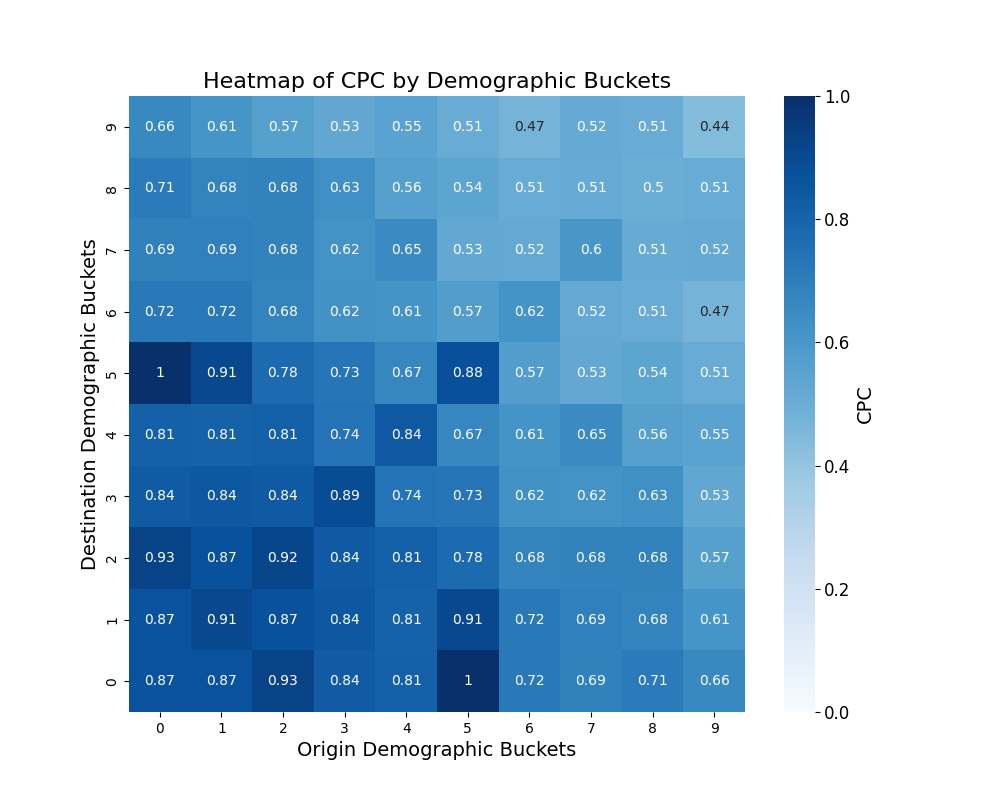 Heatmap of CPC by Demographic Buckets
Destination Demographic Buckets
9 0.66 0.61 0.57 0.53 0.55 0.51 0.47 0.52 0.51 0.44
8 0.71 0.68 0.68 0.63 0.56 0.54 0.51 0.51 0.5 0.51
7 0.69 0.69 0.68 0.62 0.65 0.53 0.52 0.6 0.51 0.52
6 0.72 0.72 0.68 0.62 0.61 0.57 0.62 0.52 0.51 0.47
5 1 0.91 0.78 0.73 0.67 0.88 0.57 0.53 0.54 0.51
4 0.81 0.81 0.81 0.74 0.84 0.67 0.61 0.65 0.56 0.55
3 0.84 0.84 0.84 0.89 0.74 0.73 0.62 0.62 0.63 0.53
2 0.93 0.87 0.92 0.84 0.81 0.78 0.68 0.68 0.68 0.57
1 0.87 0.91 0.87 0.84 0.81 0.91 0.72 0.69 0.68 0.61
0 0.87 0.87 0.93 0.84 0.81 1 0.72 0.69 0.71 0.66
0 1 2 3 4 5 6 7 8 9
Origin Demographic Buckets
1.0
0.8
0.6
0.4
0.2
0.0
CPC